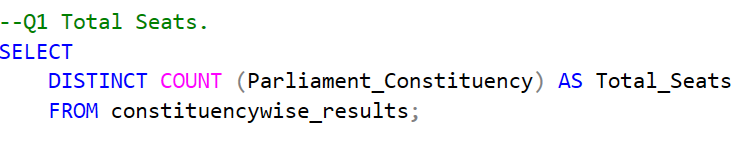 --Q1 Total Seats.
SELECT
DISTINCT COUNT (Parliament_Constituency) AS Total_Seats
FROM constituencywise_results;